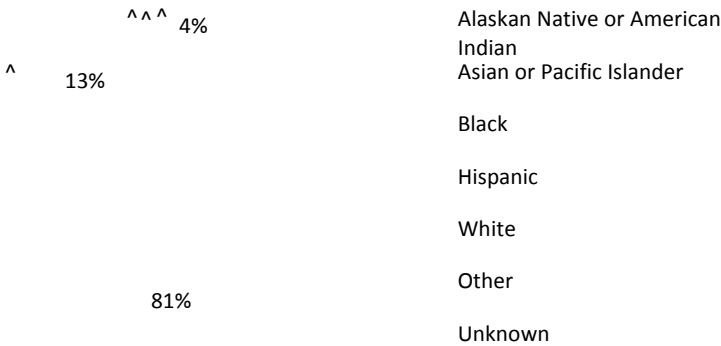 ^ ^ ^ 4%
Alaskan Native or American
Indian
^ 13%
Asian or Pacific Islander
Black
Hispanic
White
Other
81%
Unknown